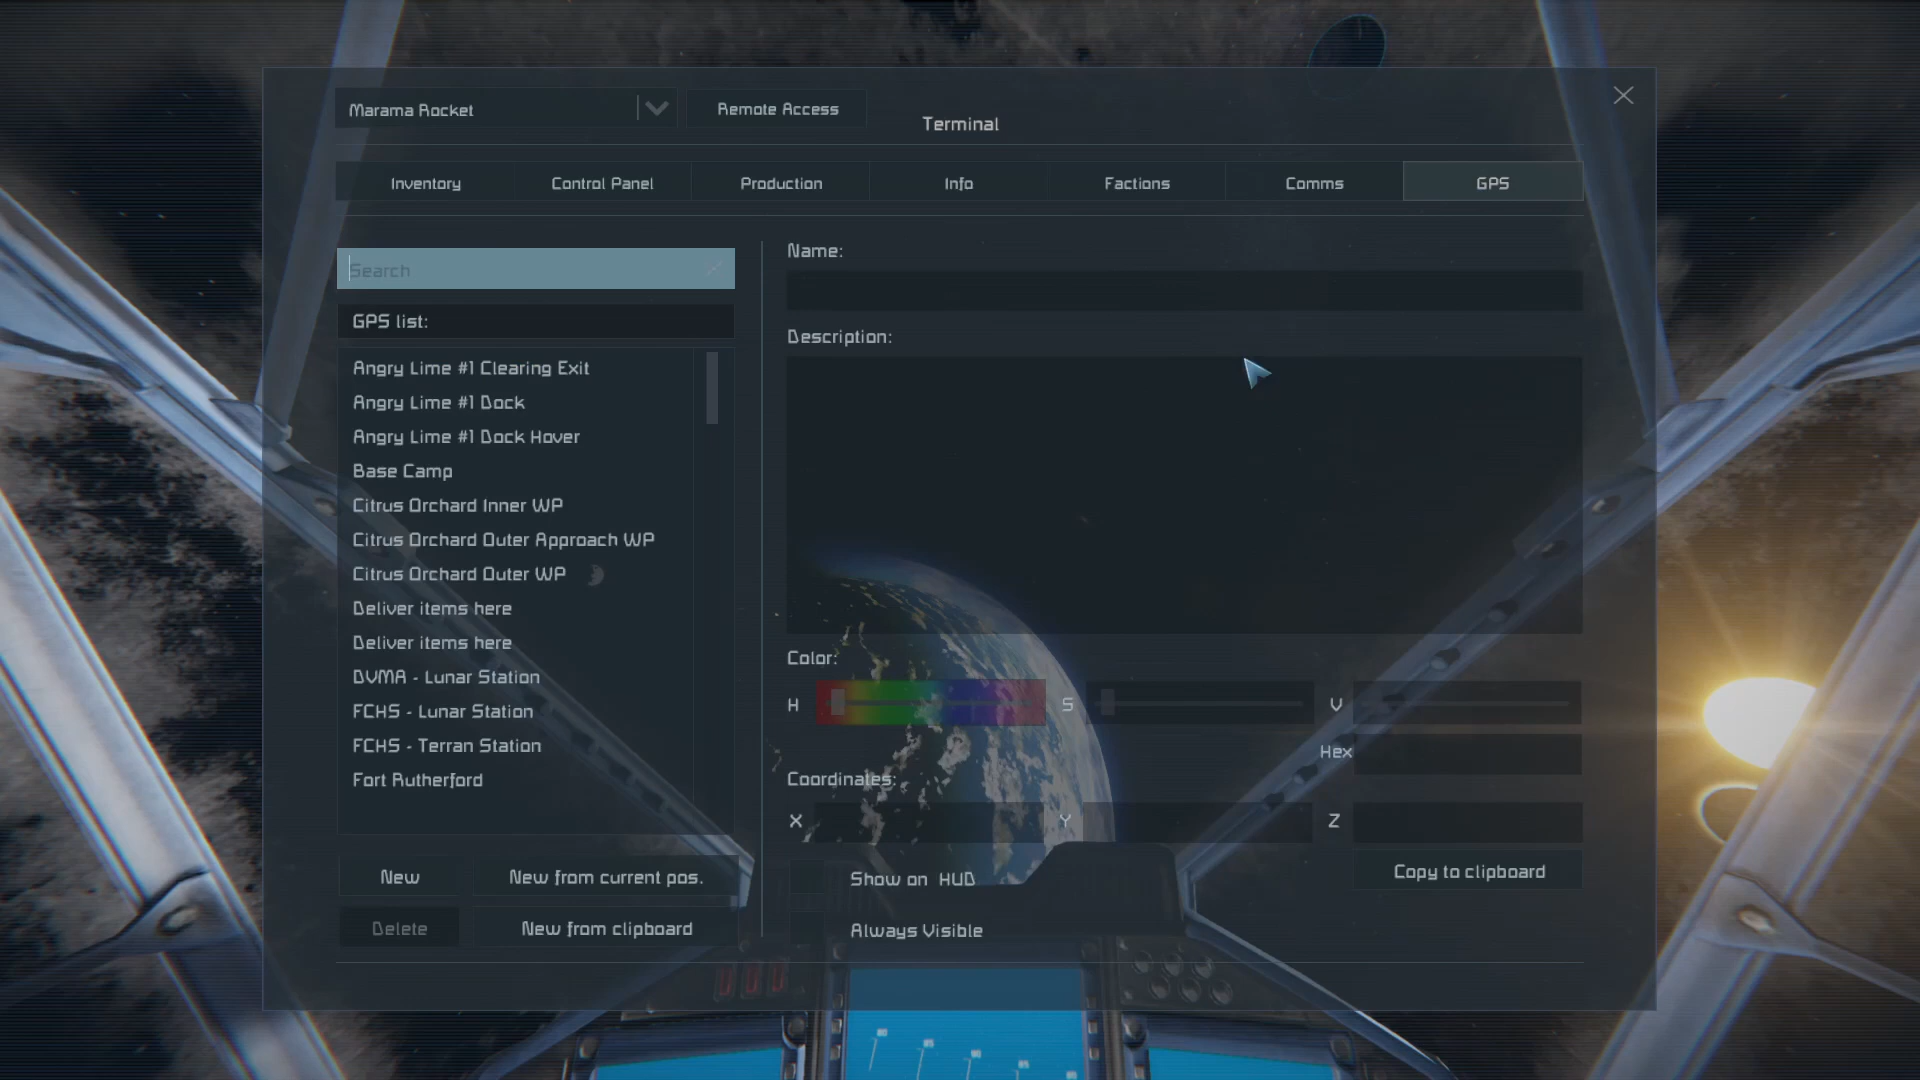 Marama Rocket
Remote Access
Terminal
Inventory
Control Panel
Production
Info
Factions
Comms
GPS
Search
GPS list:
Angry Lime #1 Clearing Exit
Angry Lime #1 Dock
Angry Lime #1 Dock Hover
Base Camp
Citrus Orchard Inner WP
Citrus Orchard Outer Approach WP
Citrus Orchard Outer WP
Deliver items here
Deliver items here
DVMA - Lunar Station
FCHS - Lunar Station
FCHS - Terran Station
Fort Rutherford
New
New from current pos.
Delete
New from clipboard
Name:
Description:
Color:
H
S
V
Hex
Coordinates:
X
Y
Z
Copy to clipboard
Show on HUD
Always Visible